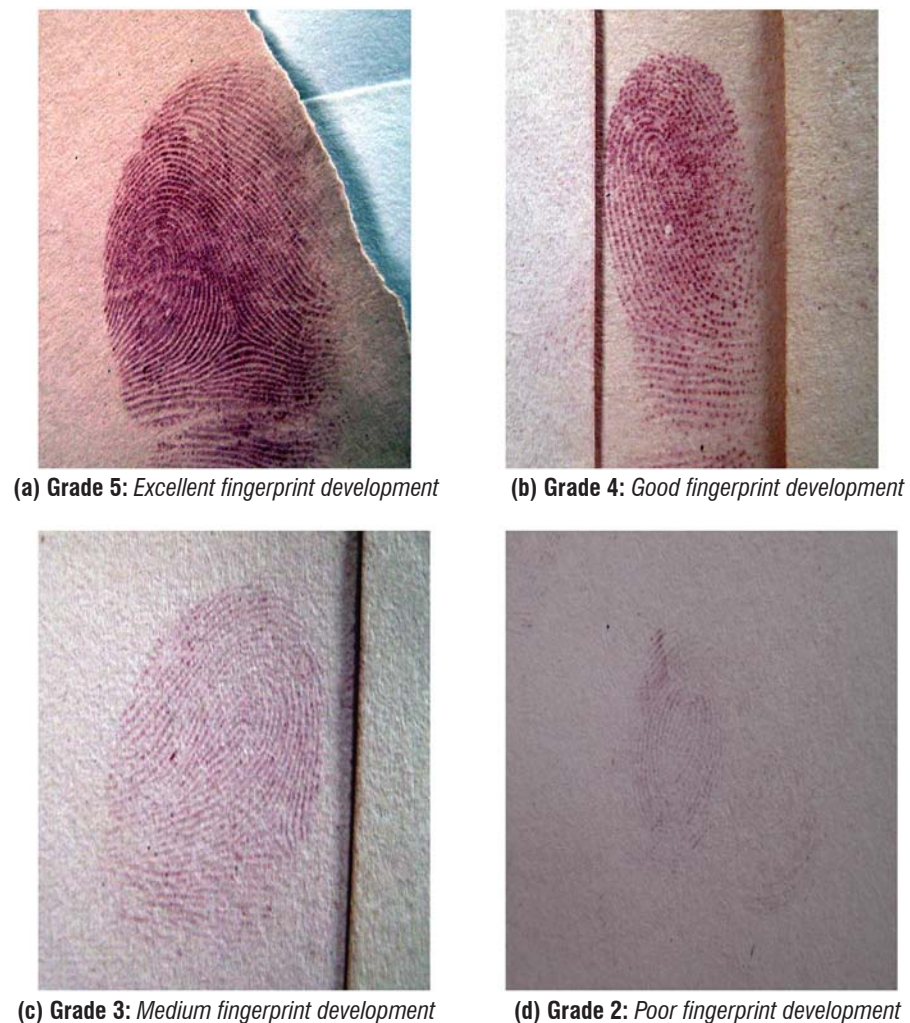 (a) Grade 5: Excellent fingerprint development
(b) Grade 4: Good fingerprint development
(c) Grade 3: Medium fingerprint development
(d) Grade 2: Poor fingerprint development